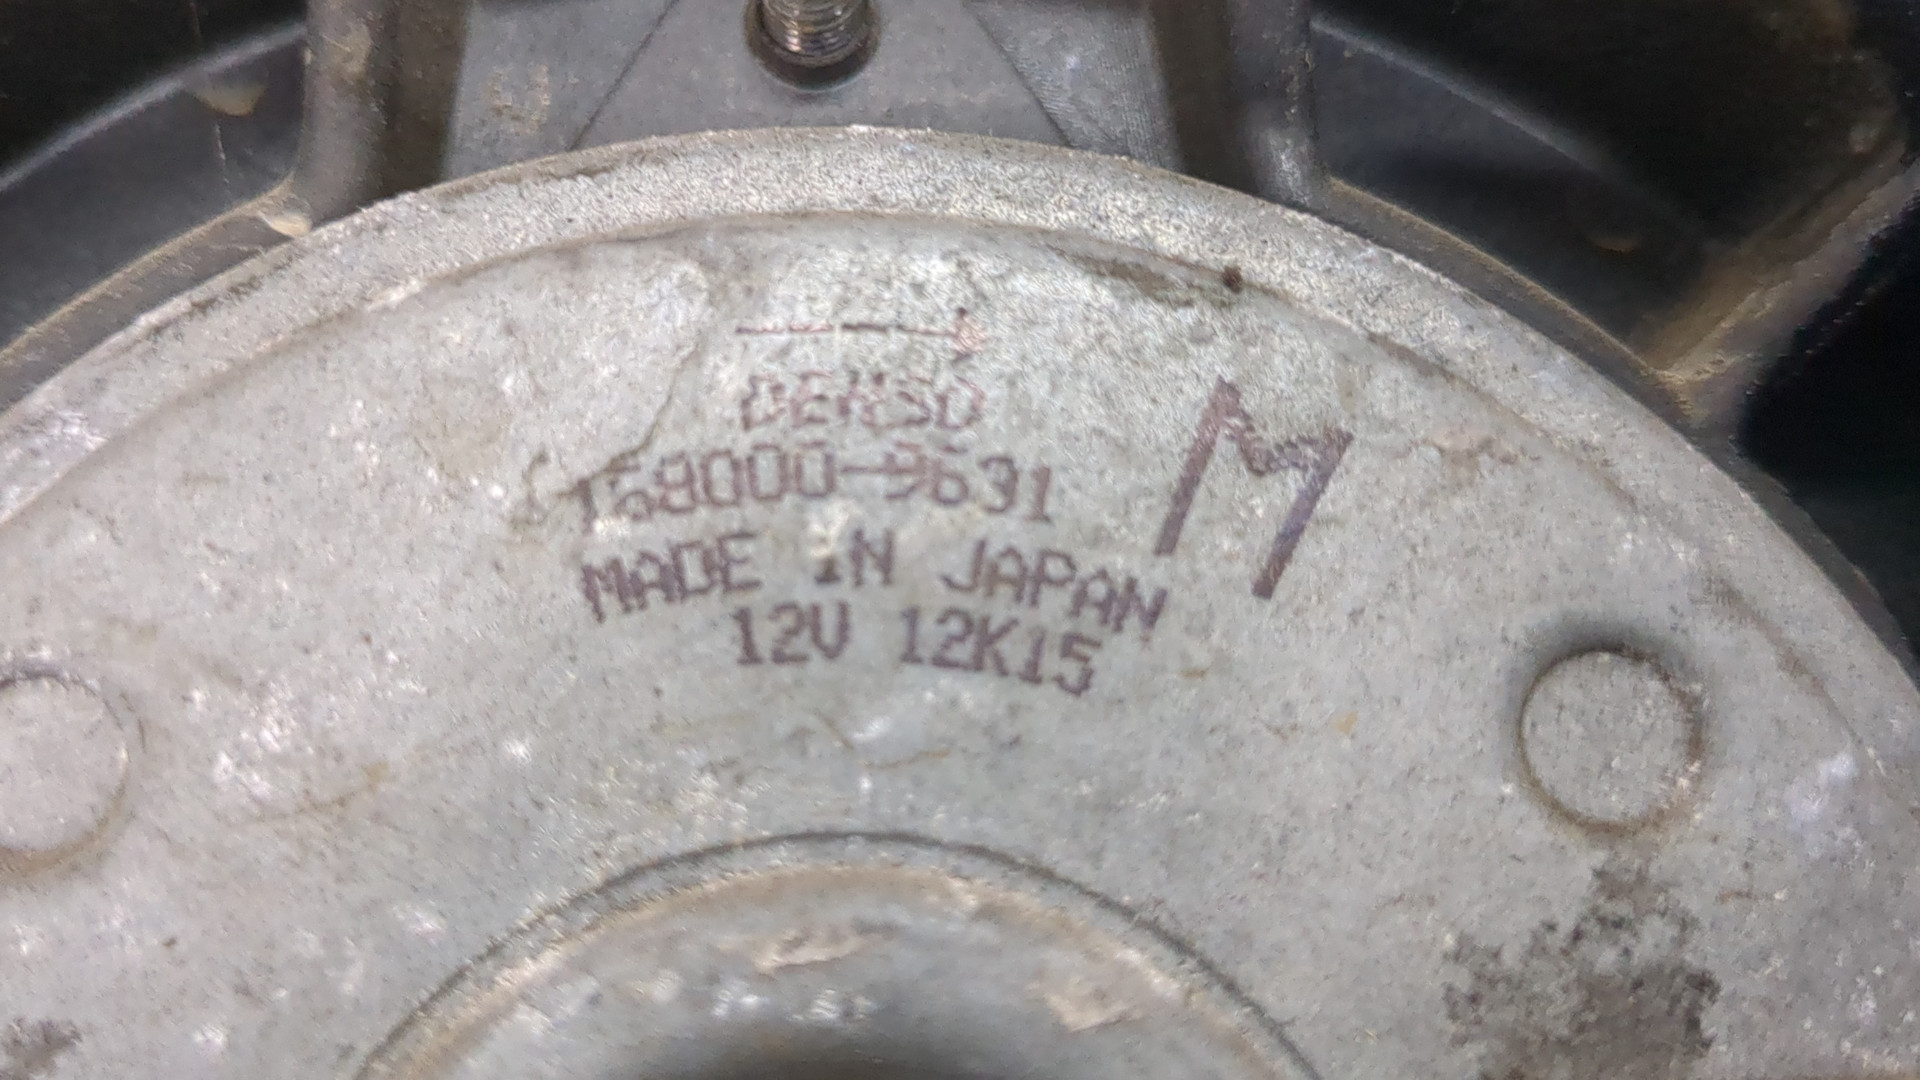 DENSO
168000-9631
M
MADE IN JAPAN
12V 12K15